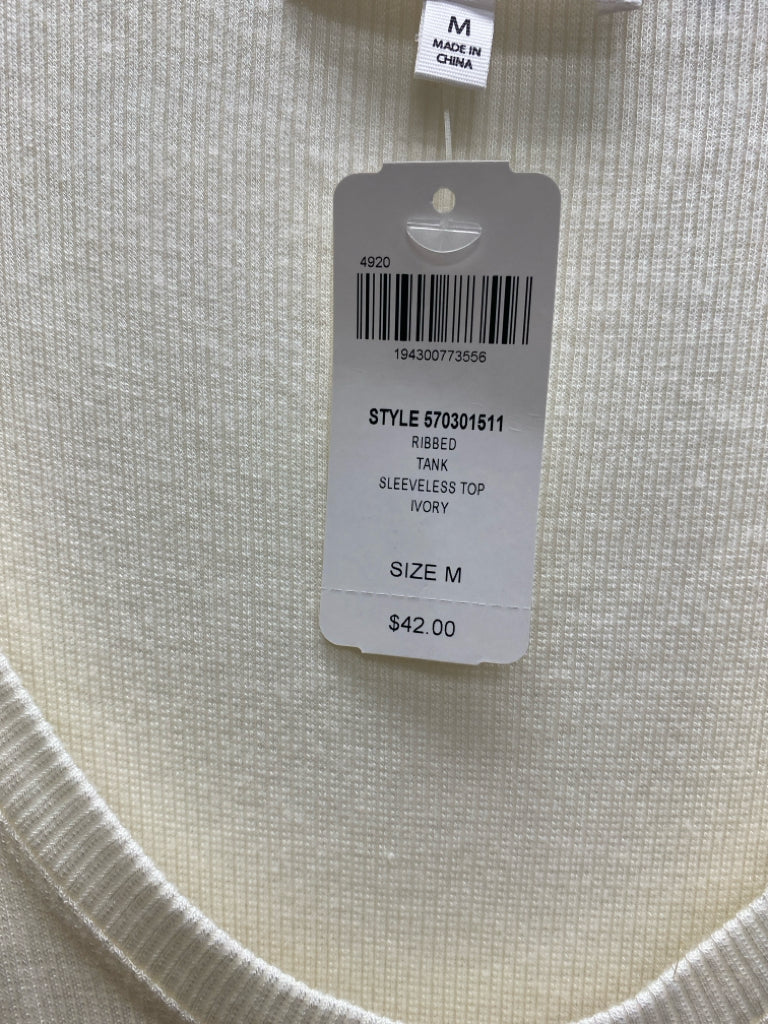 M
MADE IN
CHINA
4920
194300773556
STYLE 570301511
RIBBED
TANK
SLEEVELESS TOP
IVORY
SIZE M
$42.00